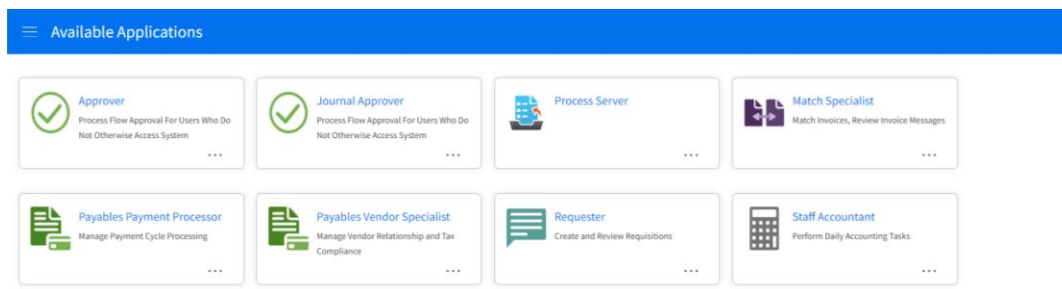 Available Applications
Approver
Process Flow Approval For Users Who Do
Not Otherwise Access System
Journal Approver
Process Flow Approval For Users Who Do
Not Otherwise Access System
Process Server
Match Specialist
Match Invoices, Review Invoice Messages
Payables Payment Processor
Manage Payment Cycle Processing
Payables Vendor Specialist
Manage Vendor Relationship and Tax
Compliance
Requester
Create and Review Requisitions
Staff Accountant
Perform Daily Accounting Tasks